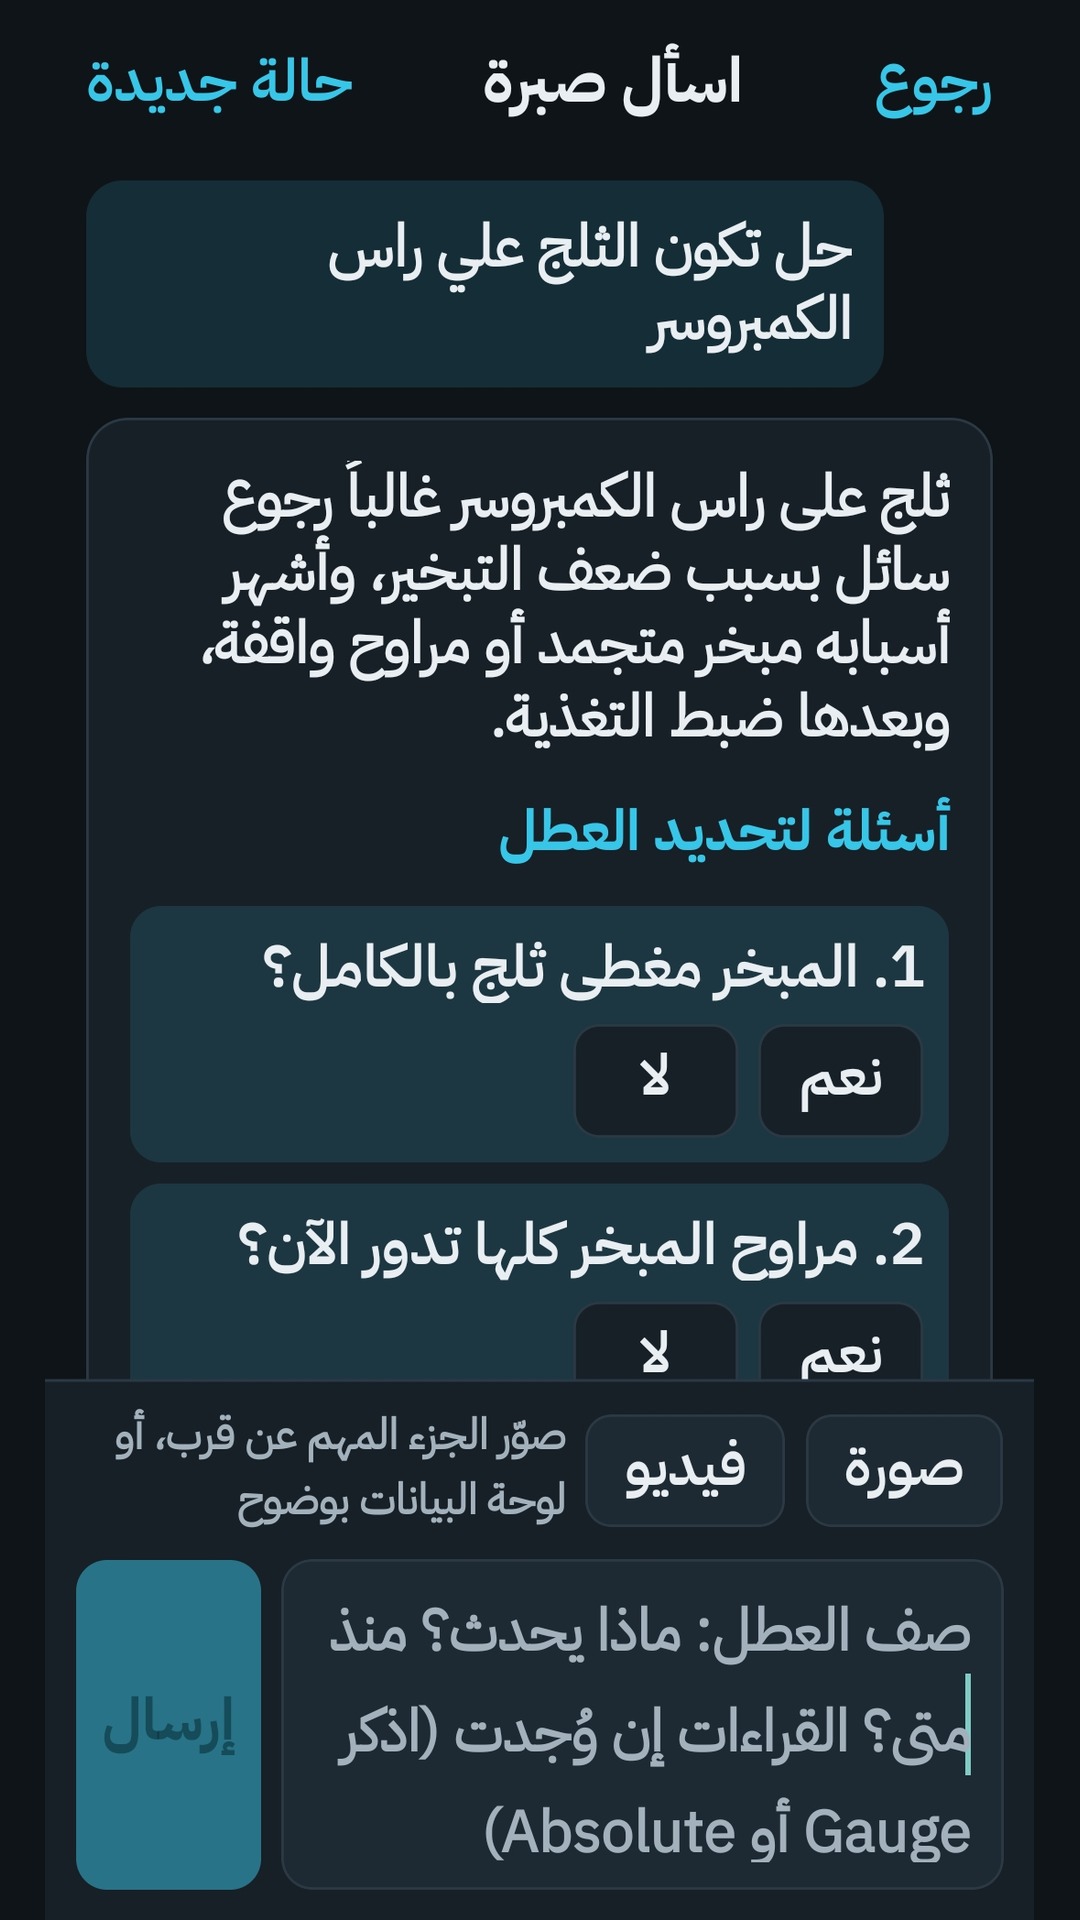 رجوع
اسأل صبرة
حالة جديدة
حل تكون الثلج علي راس
الكمبروسر
ثلج على راس الكمبروسر غالباً رجوع
سائل بسبب ضعف التبخير، وأشهر
أسبابه مبخر متجمد أو مراوح واقفة،
وبعدها ضبط التغذية.
أسئلة لتحديد العطل
1. المبخر مغطى ثلج بالكامل؟
نعم
لا
2. مراوح المبخر كلها تدور الآن؟
نعم
لا
صورة
فيديو
صوّر الجزء المهم عن قرب، أو
لوحة البيانات بوضوح
صف العطل: ماذا يحدث؟ منذ
متى؟ القراءات إن وُجدت (اذكر
Gauge أو Absolute)
إرسال